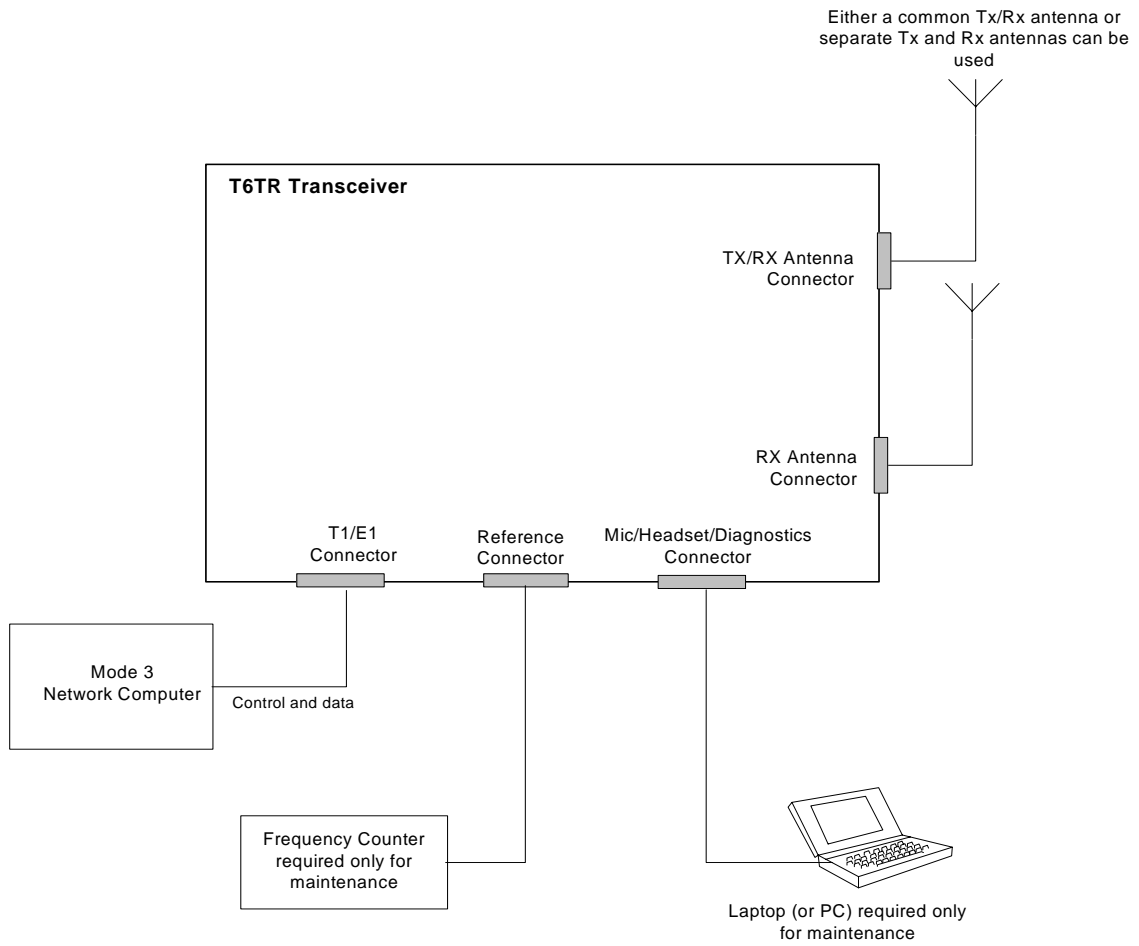 Either a common Tx/Rx antenna or
separate Tx and Rx antennas can be
used
T6TR Transceiver
TX/RX Antenna
Connector
RX Antenna
Connector
T1/E1
Connector
Reference
Connector
Mic/Headset/Diagnostics
Connector
Mode 3
Network Computer
Control and data
Frequency Counter
required only for
maintenance
Laptop (or PC) required only
for maintenance